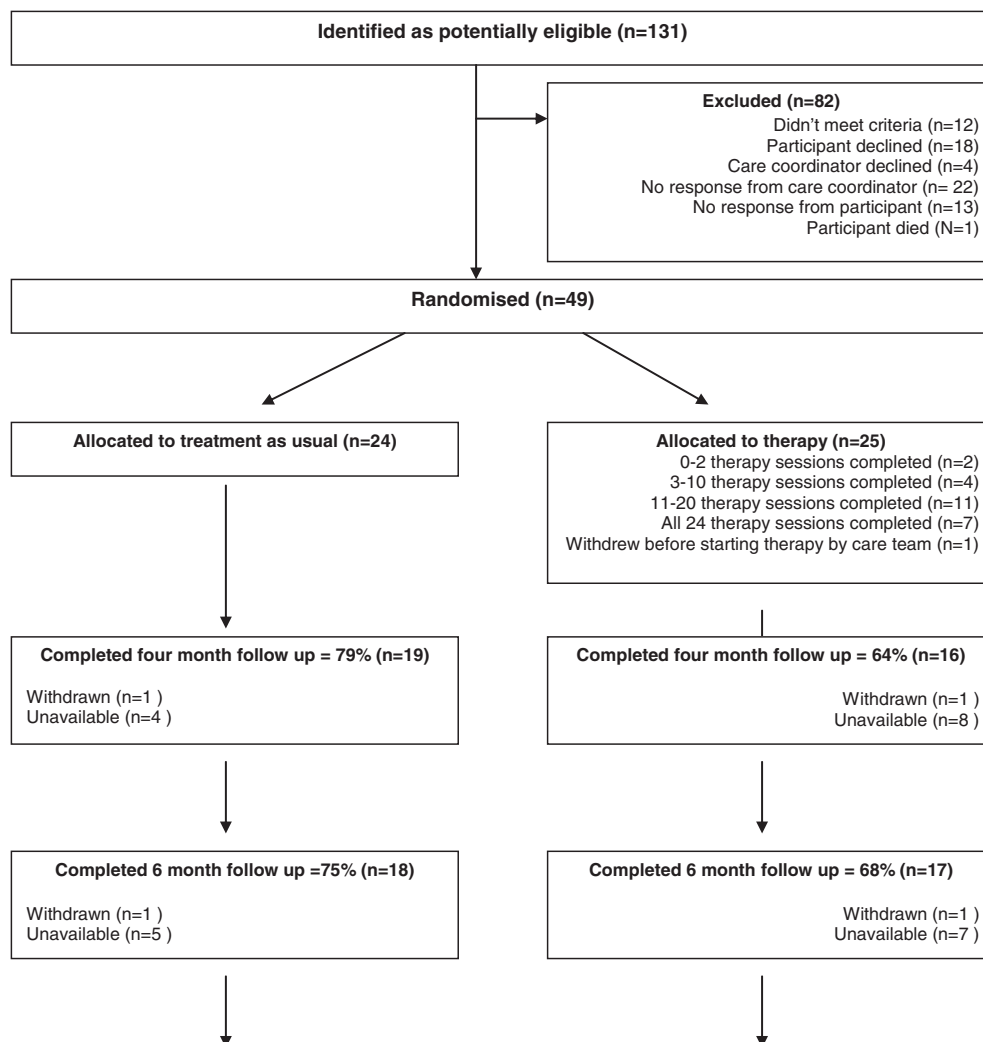 Identified as potentially eligible (n=131)
Excluded (n=82)
Didn't meet criteria (n=12)
Participant declined (n=18)
Care coordinator declined (n=4)
No response from care coordinator (n= 22)
No response from participant (n=13)
Participant died (N=1)
Randomised (n=49)
Allocated to treatment as usual (n=24)
Allocated to therapy (n=25)
0-2 therapy sessions completed (n=2)
3-10 therapy sessions completed (n=4)
11-20 therapy sessions completed (n=11)
All 24 therapy sessions completed (n=7)
Withdrew before starting therapy by care team (n=1)
Completed four month follow up = 79% (n=19)
Withdrawn (n=1 )
Unavailable (n=4 )
Completed four month follow up = 64% (n=16)
Withdrawn (n=1 )
Unavailable (n=8 )
Completed 6 month follow up =75% (n=18)
Withdrawn (n=1 )
Unavailable (n=5 )
Completed 6 month follow up = 68% (n=17)
Withdrawn (n=1 )
Unavailable (n=7 )